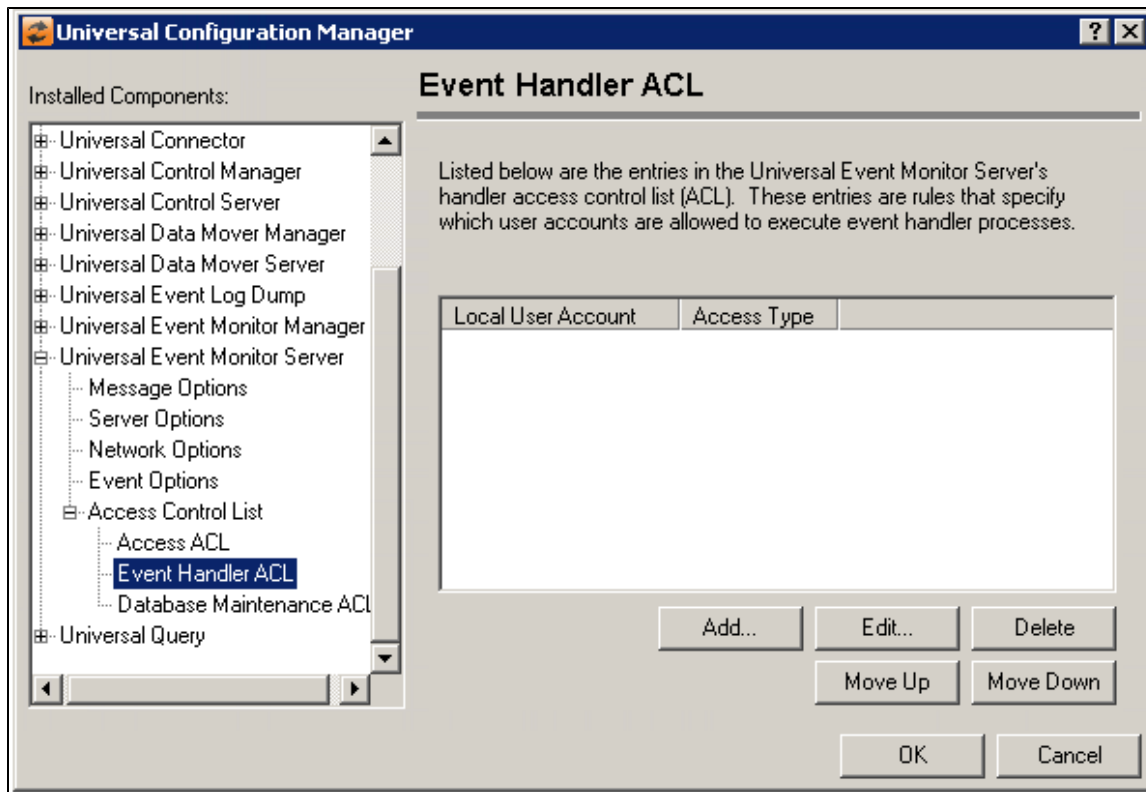 Universal Configuration Manager
Installed Components:
Universal Connector
Universal Control Manager
Universal Control Server
Universal Data Mover Manager
Universal Data Mover Server
Universal Event Log Dump
Universal Event Monitor Manager
Universal Event Monitor Server
Message Options
Server Options
Network Options
Event Options
Access Control List
Access ACL
Event Handler ACL
Database Maintenance ACL
Universal Query
Event Handler ACL
Listed below are the entries in the Universal Event Monitor Server's
handler access control list (ACL). These entries are rules that specify
which user accounts are allowed to execute event handler processes.
Local User Account Access Type
Add... Edit... Delete
Move Up Move Down
OK Cancel